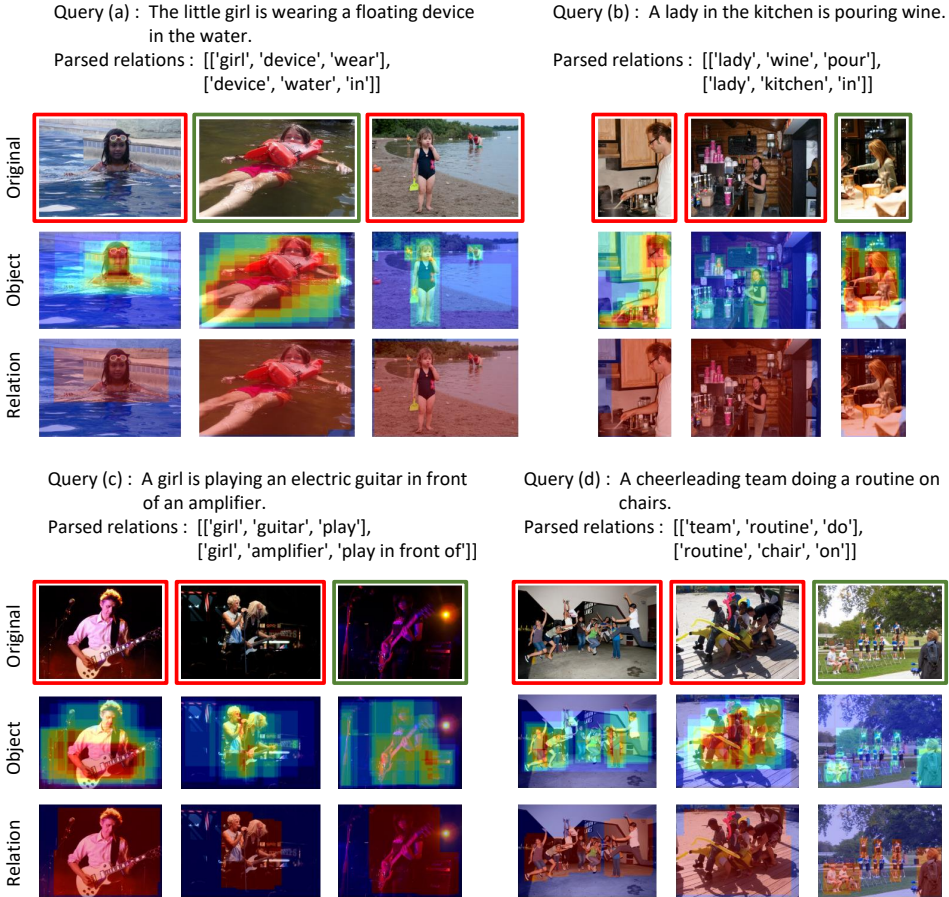 Query (a) : The little girl is wearing a floating device
in the water.
Parsed relations : [['girl', 'device', 'wear'],
['device', 'water', 'in']]
Query (b) : A lady in the kitchen is pouring wine.
Parsed relations : [['lady', 'wine', 'pour'],
['lady', 'kitchen', 'in']]
Original
Object
Relation
Query (c) : A girl is playing an electric guitar in front
of an amplifier.
Parsed relations : [['girl', 'guitar', 'play'],
['girl', 'amplifier', 'play in front of']]
Query (d) : A cheerleading team doing a routine on
chairs.
Parsed relations : [['team', 'routine', 'do'],
['routine', 'chair', 'on']]
Original
Object
Relation